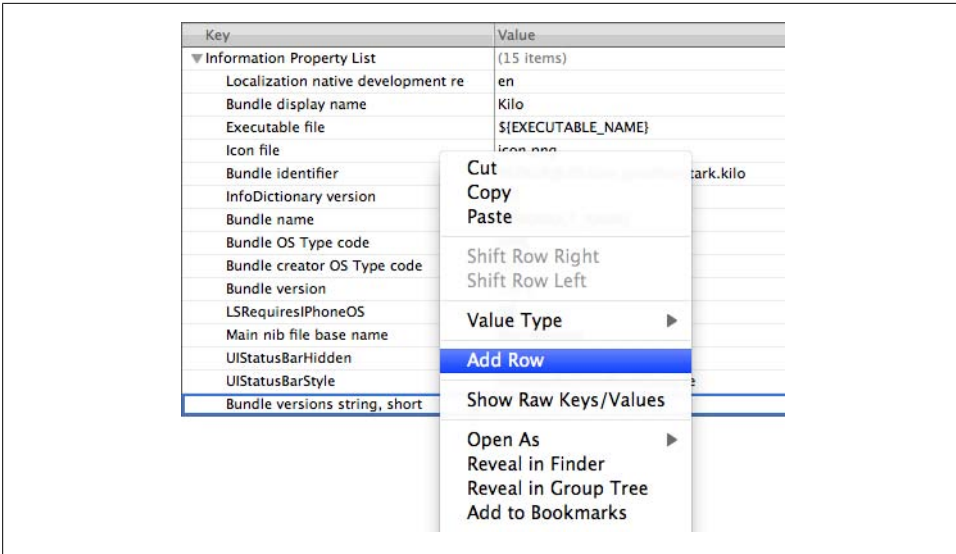 Key Value
Information Property List (15 items)
Localization native development re en
Bundle display name Kilo
Executable file ${EXECUTABLE_NAME}
Icon file icon.png
Bundle identifier tark.kilo
InfoDictionary version
Bundle name
Bundle OS Type code
Bundle creator OS Type code
Bundle version
LSRequiresIPhoneOS
Main nib file base name
UIStatusBarHidden
UIStatusBarStyle e
Bundle versions string, short
Cut
Copy
Paste
Shift Row Right
Shift Row Left
Value Type
Add Row
Show Raw Keys/Values
Open As
Reveal in Finder
Reveal in Group Tree
Add to Bookmarks